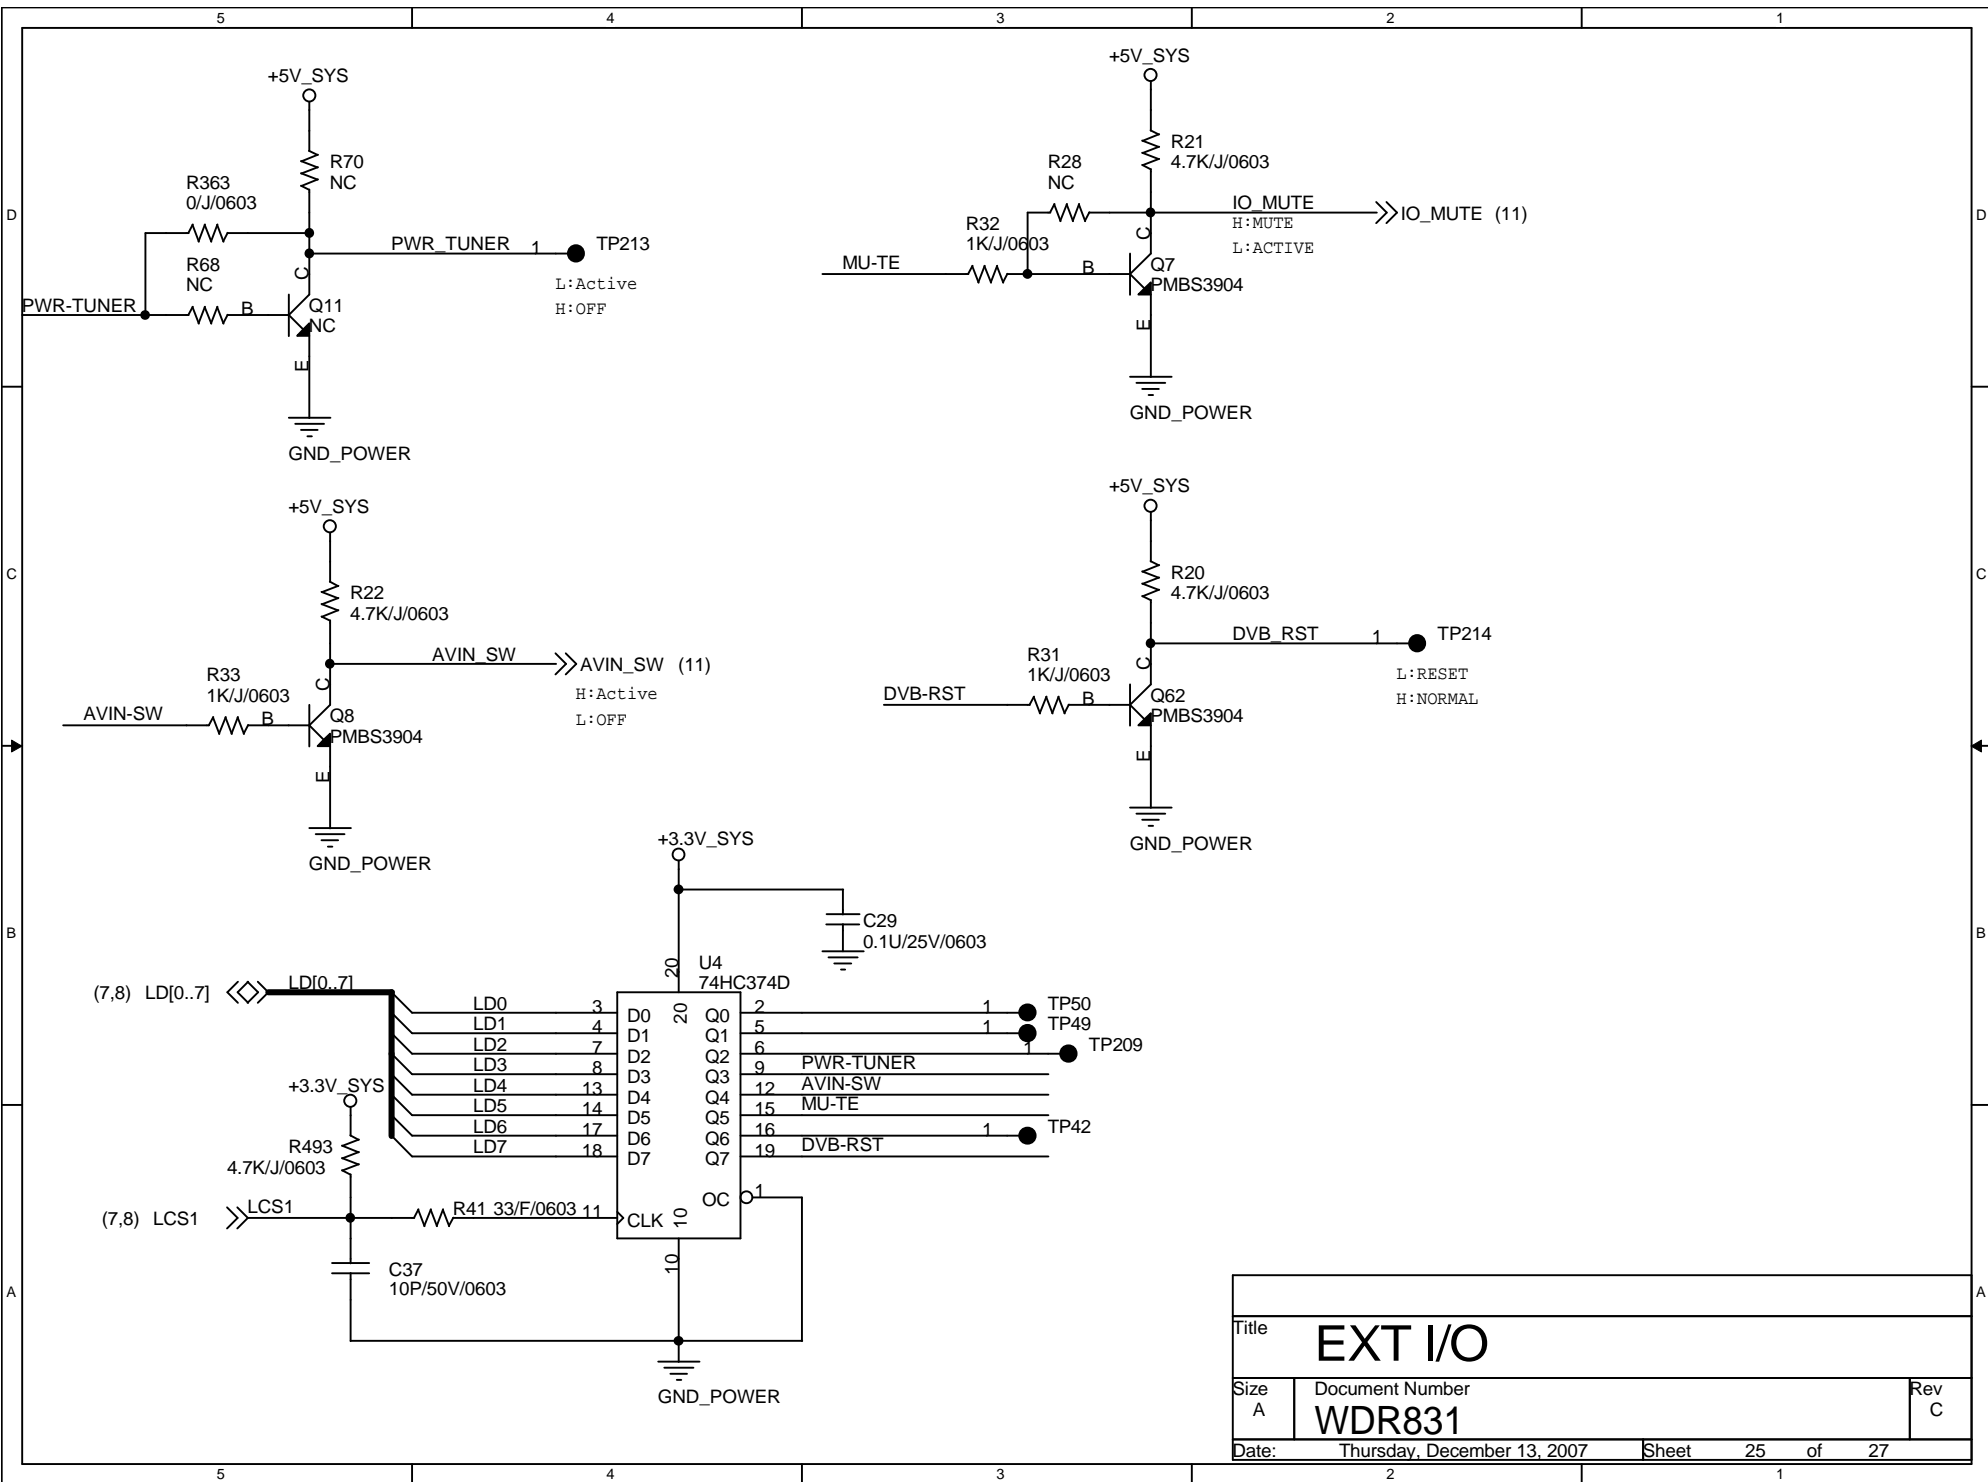 5 4 3 2 1
D
D
C
C
B
B
A
A
+5V_SYS
R70
NC
R363
0/J/0603
R68
NC
PWR-TUNER
B
C
E
Q11
NC
PWR_TUNER 1 TP213
L:Active
H:OFF
GND_POWER
+5V_SYS
R21
4.7K/J/0603
R28
NC
R32
1K/J/0603
MU-TE
B
C
E
Q7
PMBS3904
IO_MUTE
H:MUTE
L:ACTIVE
IO_MUTE (11)
GND_POWER
+5V_SYS
R22
4.7K/J/0603
R33
1K/J/0603
AVIN-SW
B
C
E
Q8
PMBS3904
AVIN_SW
AVIN_SW (11)
H:Active
L:OFF
GND_POWER
+5V_SYS
R20
4.7K/J/0603
R31
1K/J/0603
DVB-RST
B
C
E
Q62
PMBS3904
DVB_RST 1 TP214
L:RESET
H:NORMAL
GND_POWER
+3.3V_SYS
C29
0.1U/25V/0603
U4
74HC374D
20
20
(7,8) LD[0..7] LD[0..7]
LD0 3 D0 Q0 2 1 TP50
LD1 4 D1 Q1 5 1 TP49
LD2 7 D2 Q2 6 1 TP209
LD3 8 D3 Q3 9 PWR-TUNER
LD4 13 D4 Q4 12 AVIN-SW
LD5 14 D5 Q5 15 MU-TE
LD6 17 D6 Q6 16 1 TP42
LD7 18 D7 Q7 19 DVB-RST
+3.3V_SYS
R493
4.7K/J/0603
OC 1
(7,8) LCS1 LCS1 R41 33/F/0603 11 CLK 10
10
C37
10P/50V/0603
GND_POWER
Title
EXT I/O
Size
A
Document Number
WDR831
Rev
C
Date: Thursday, December 13, 2007 Sheet 25 of 27
5 4 3 2 1